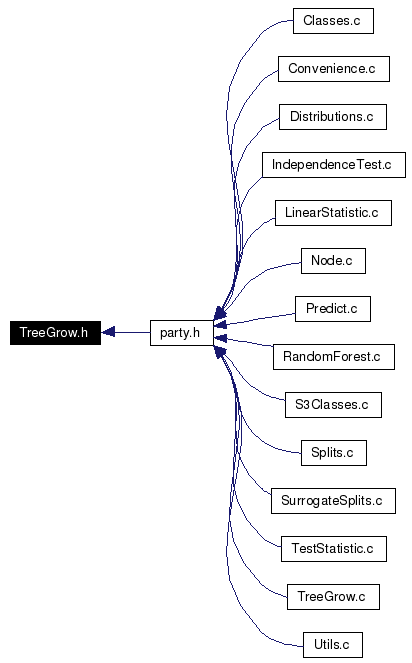 Classes.c
Convenience.c
Distributions.c
IndependenceTest.c
LinearStatistic.c
Node.c
Predict.c
TreeGrow.h
party.h
RandomForest.c
S3Classes.c
Splits.c
SurrogateSplits.c
TestStatistic.c
TreeGrow.c
Utils.c